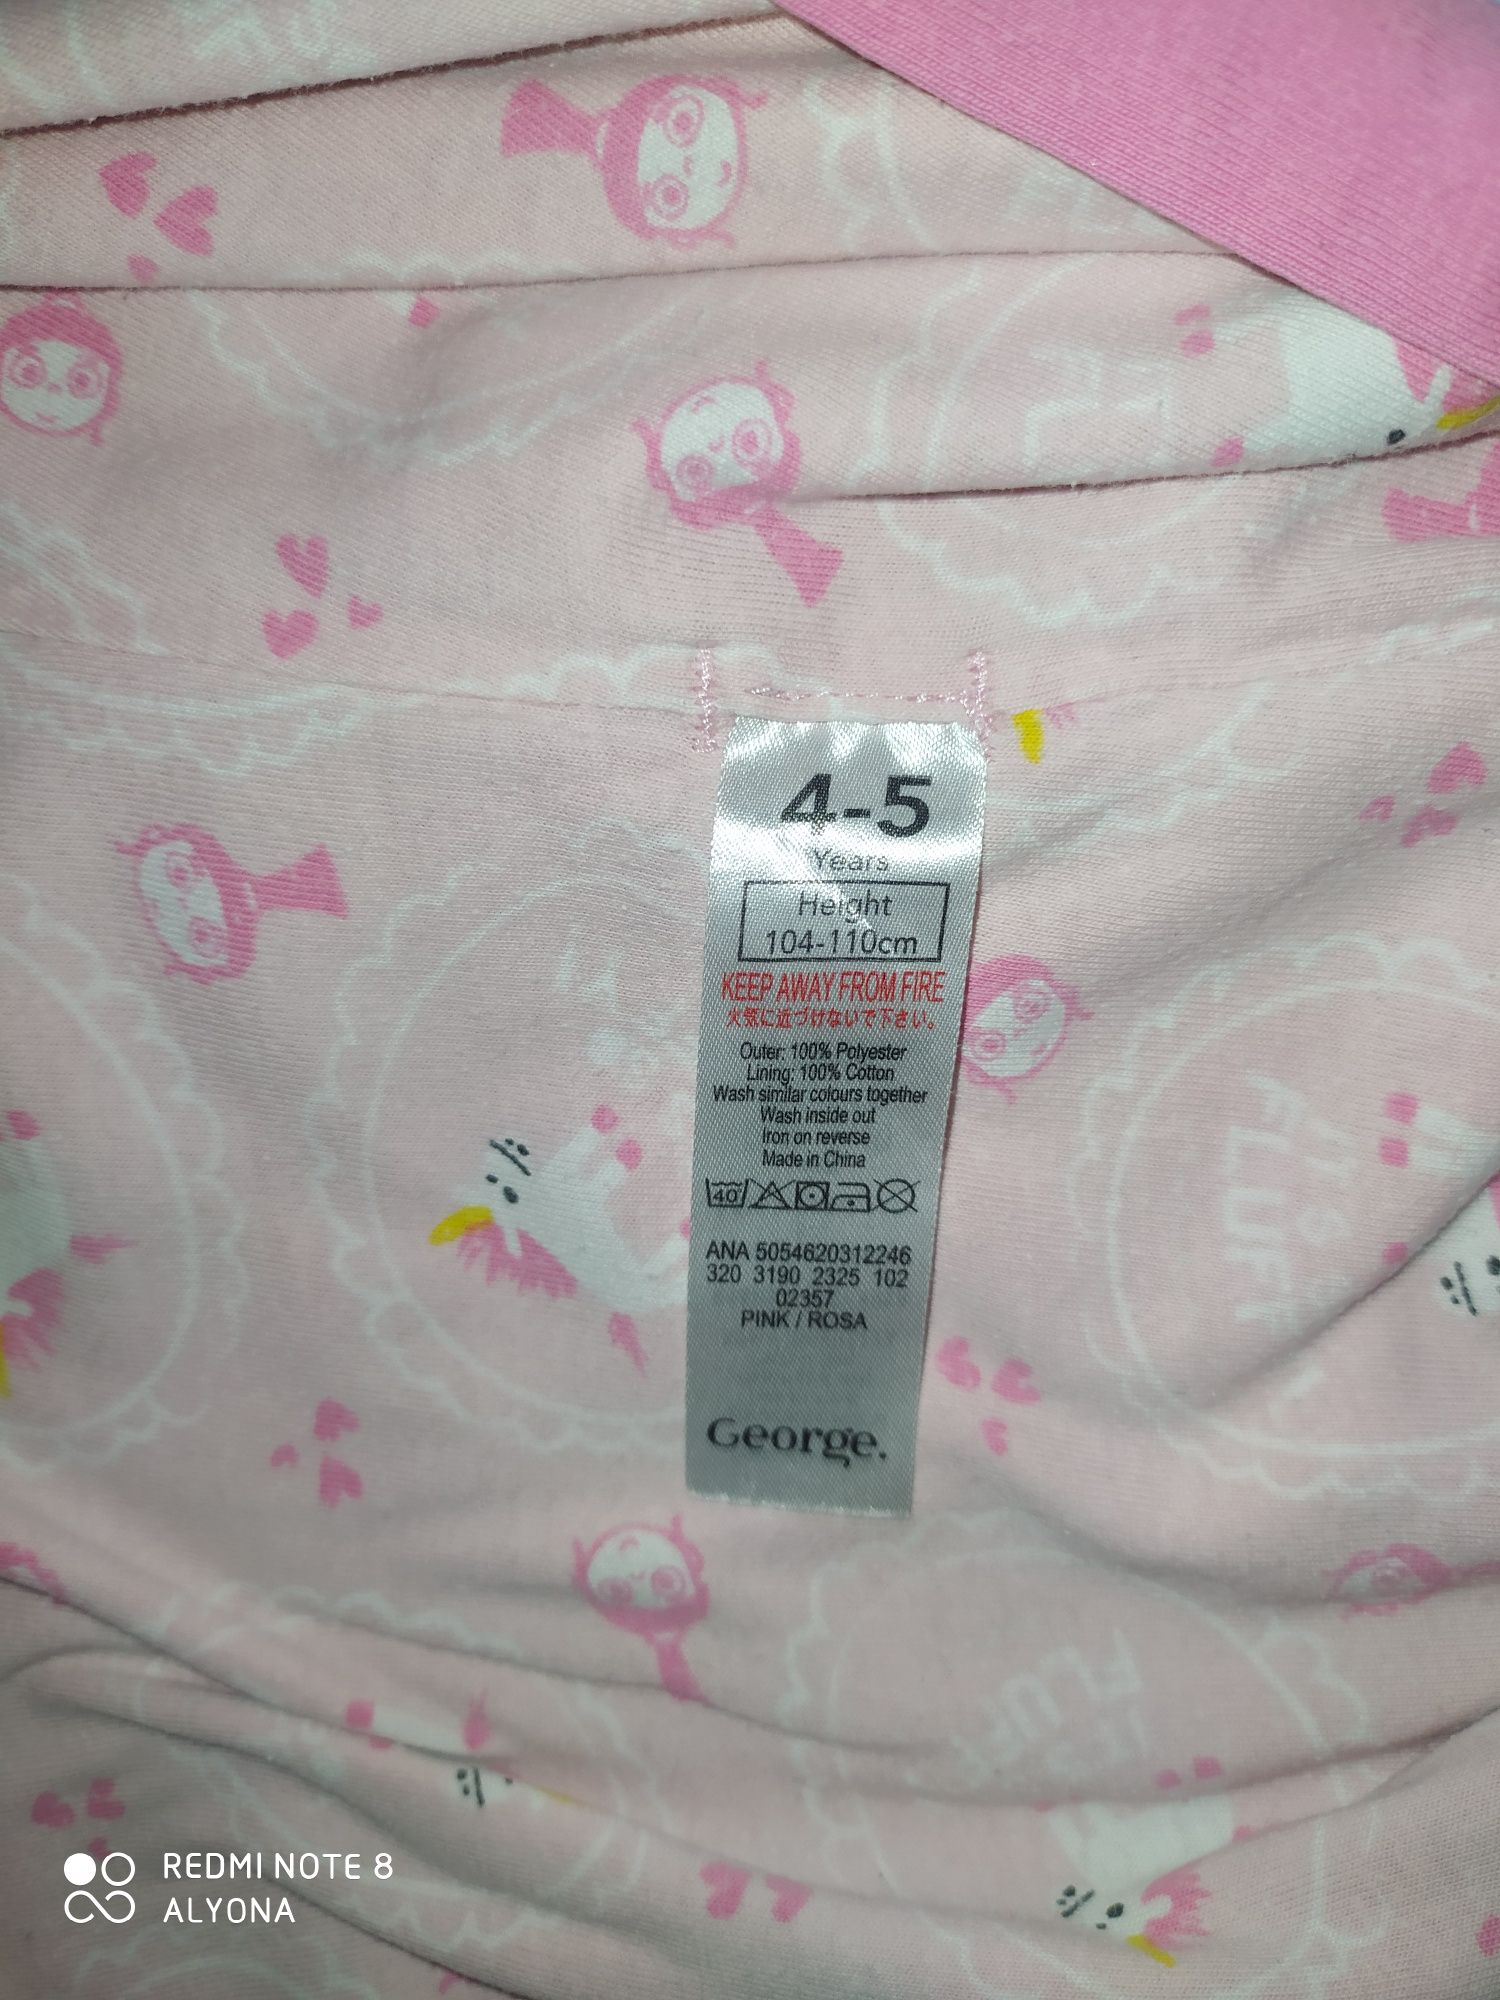 4-5
Years
Height
104-110cm
KEEP AWAY FROM FIRE
火気に近づけないで下さい。
Outer: 100% Polyester
Lining: 100% Cotton
Wash similar colours together
Wash inside out
Iron on reverse
Made in China
40
ANA 5054620312246
320 3190 2325 102
02357
PINK / ROSA
George.
FLUFF
REDMI NOTE 8
ALYONA